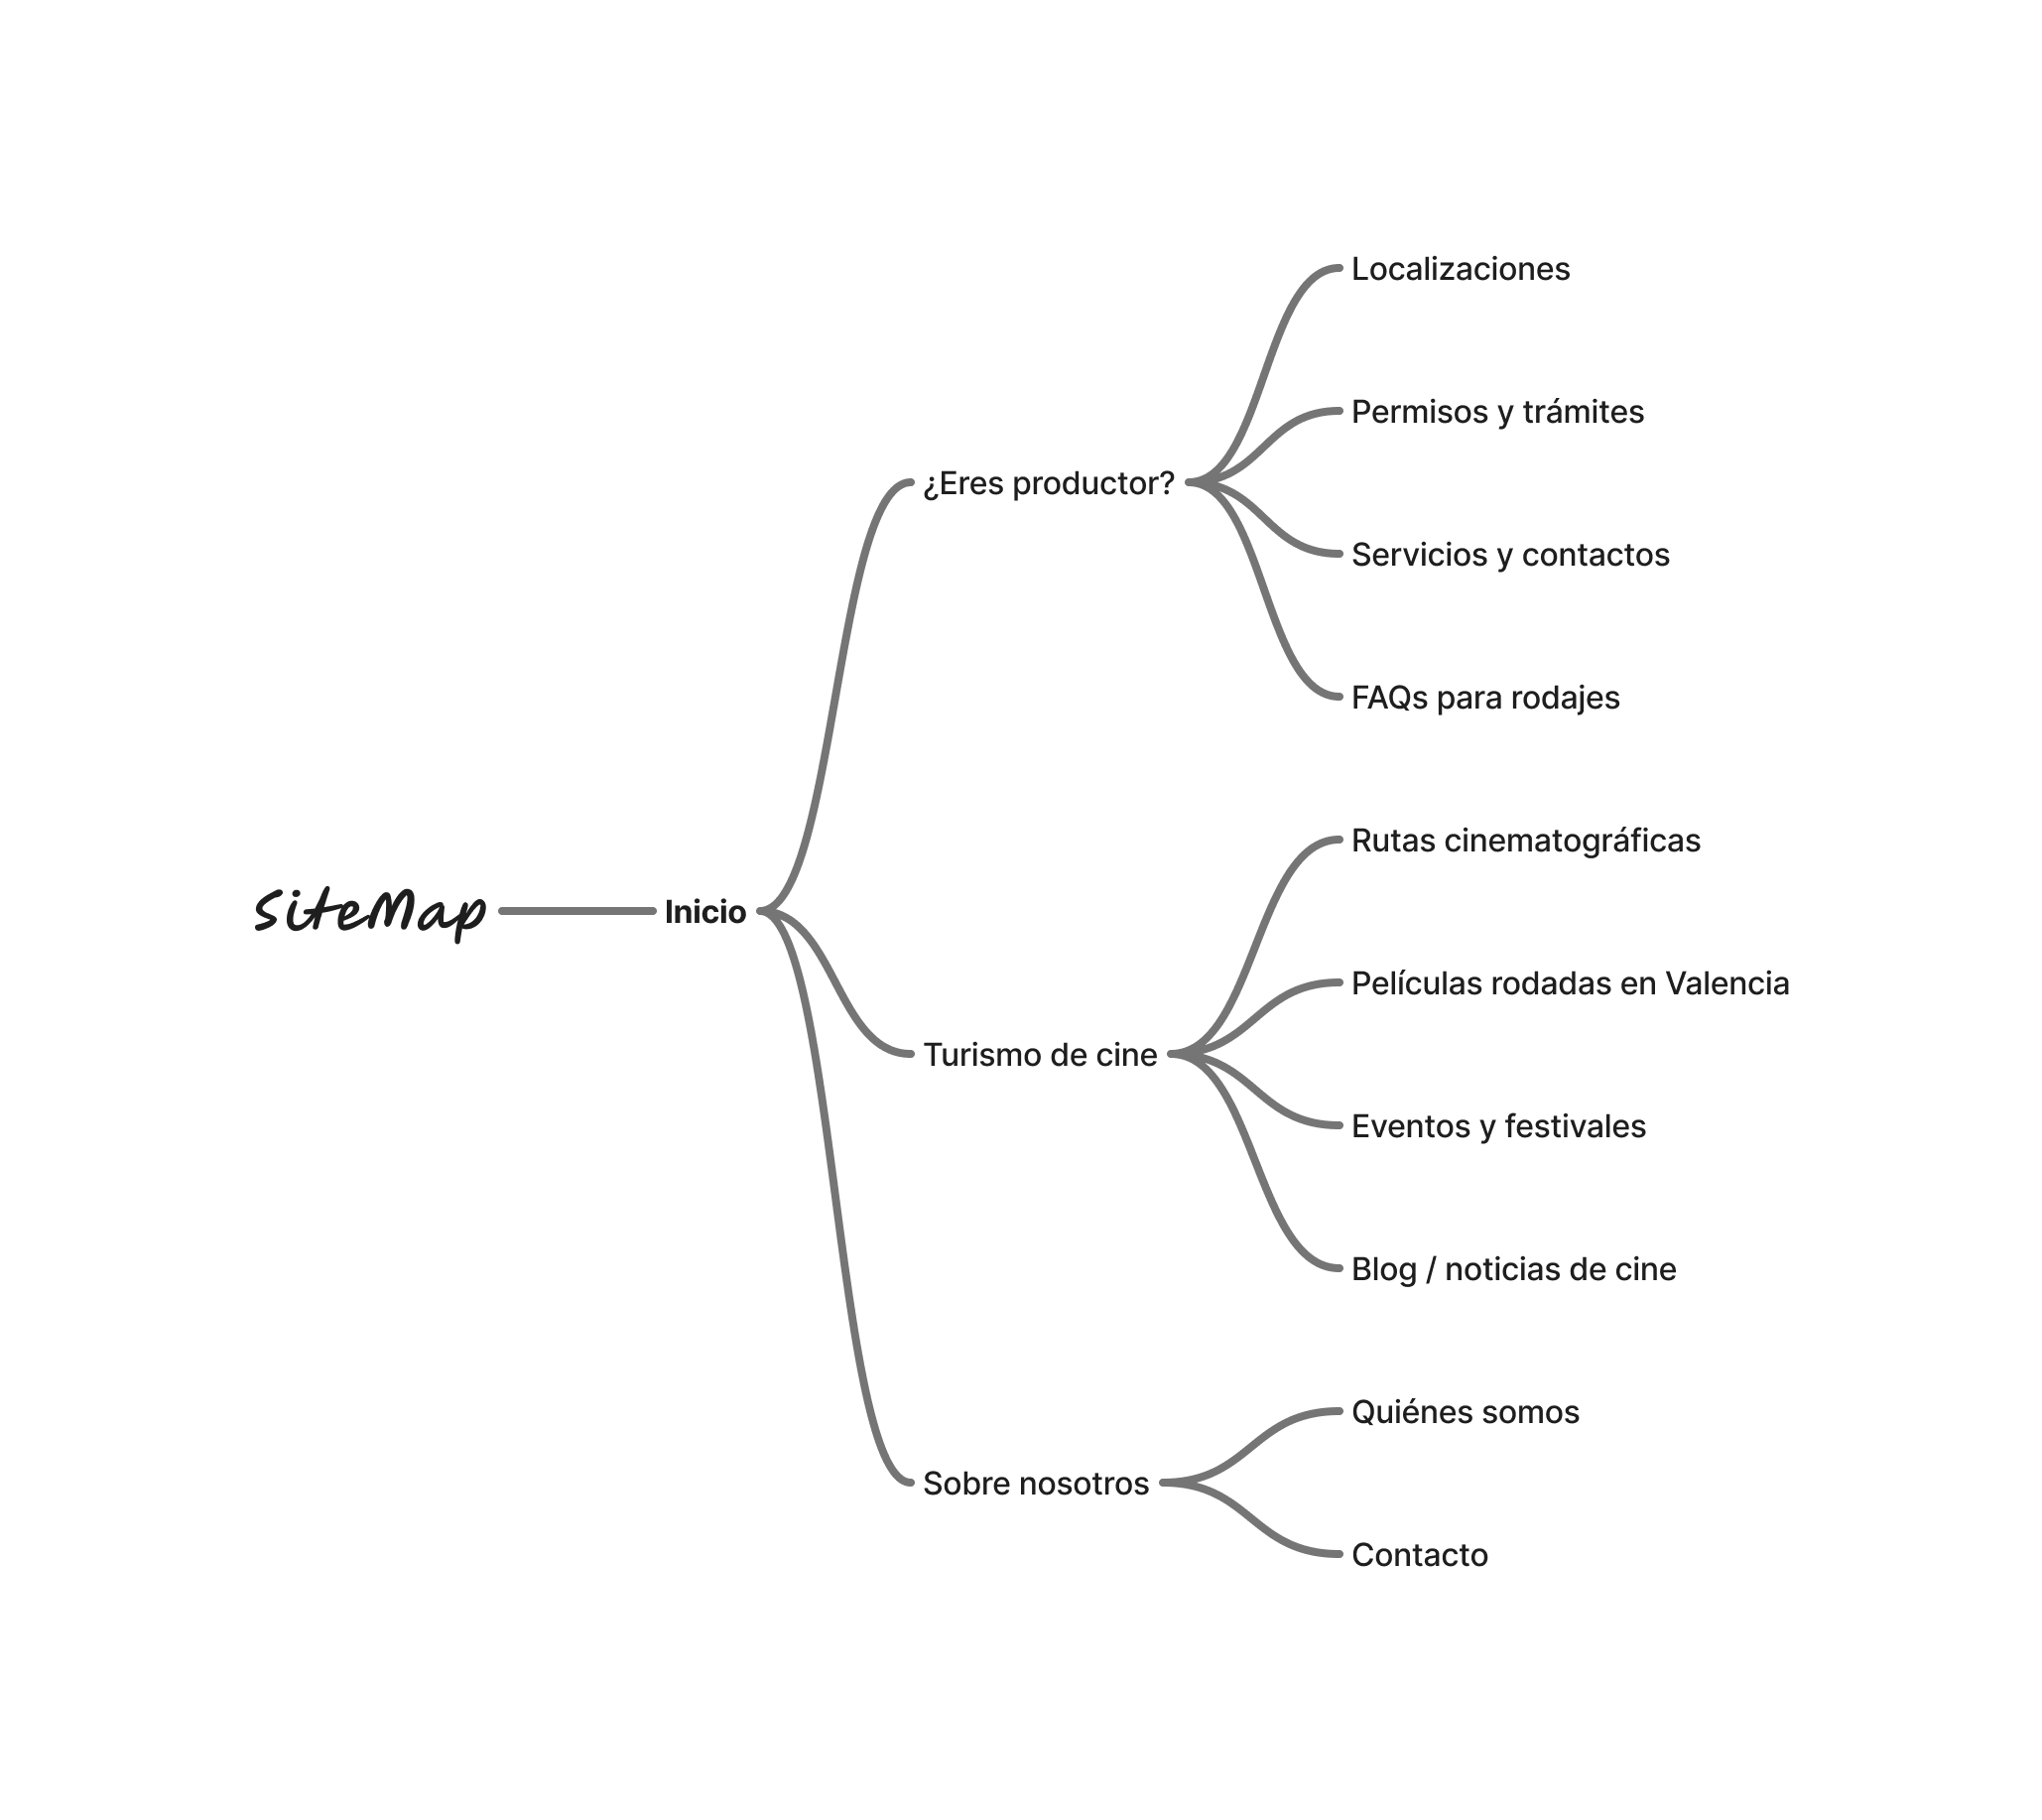 SiteMap
Inicio
¿Eres productor?
Localizaciones
Permisos y trámites
Servicios y contactos
FAQs para rodajes
Turismo de cine
Rutas cinematográficas
Películas rodadas en Valencia
Eventos y festivales
Blog / noticias de cine
Sobre nosotros
Quiénes somos
Contacto